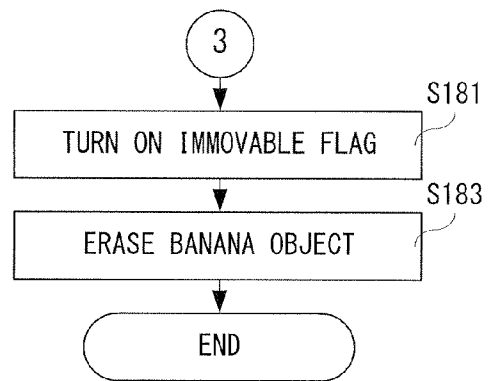 3
S181
TURN ON IMMOVABLE FLAG
S183
ERASE BANANA OBJECT
END